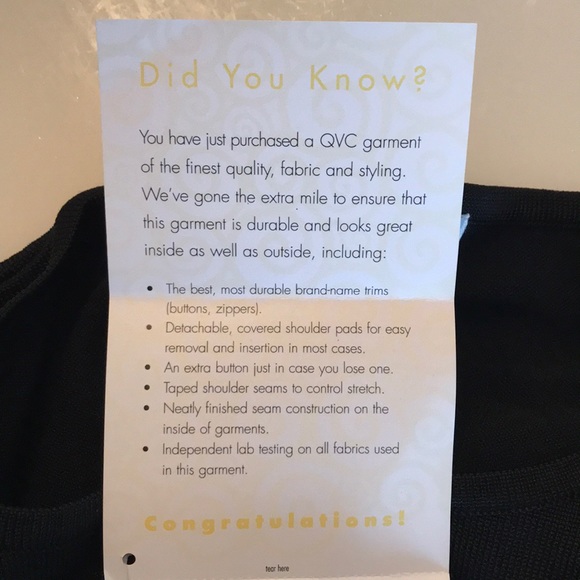 Did You Know?
You have just purchased a QVC garment
of the finest quality, fabric and styling.
We've gone the extra mile to ensure that
this garment is durable and looks great
inside as well as outside, including:
• The best, most durable brand-name trims
(buttons, zippers).
• Detachable, covered shoulder pads for easy
removal and insertion in most cases.
• An extra button just in case you lose one.
• Taped shoulder seams to control stretch.
• Neatly finished seam construction on the
inside of garments.
• Independent lab testing on all fabrics used
in this garment.
Congratulations!
tear here